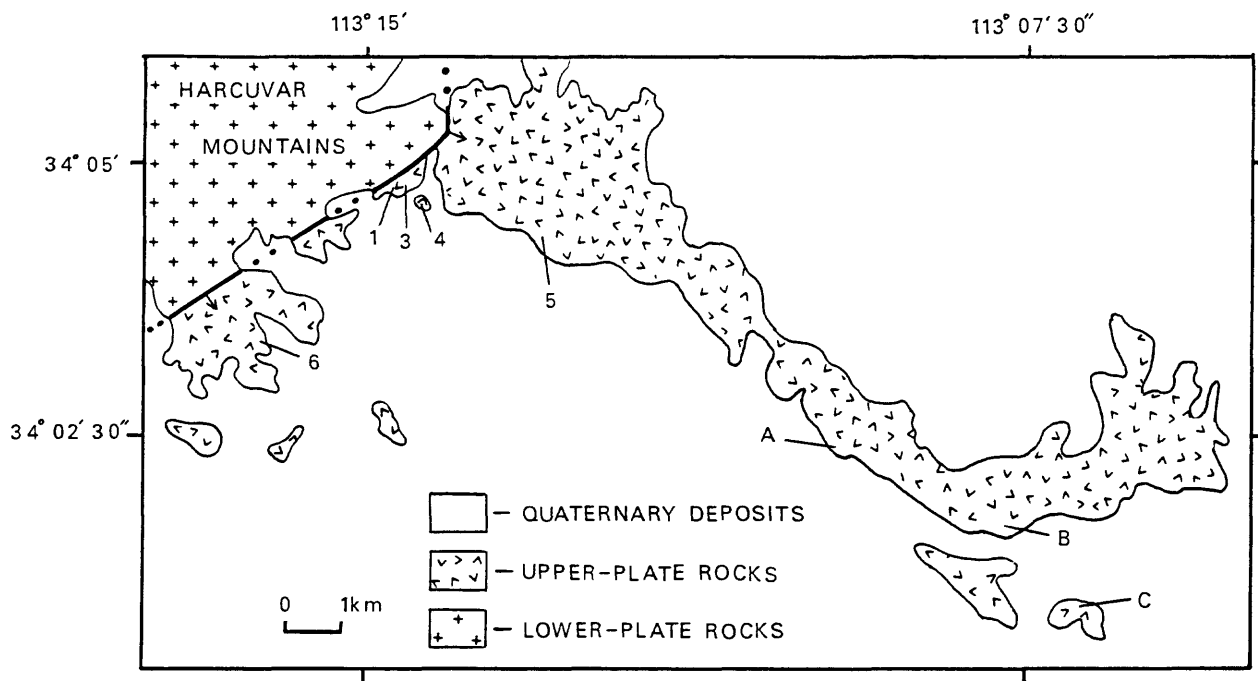 113° 15′
113° 07′ 30″
HARCUVAR
MOUNTAINS
34° 05′
1
3
4
5
6
34° 02′ 30″
A
B
C
QUATERNARY DEPOSITS
UPPER-PLATE ROCKS
LOWER-PLATE ROCKS
0 1km